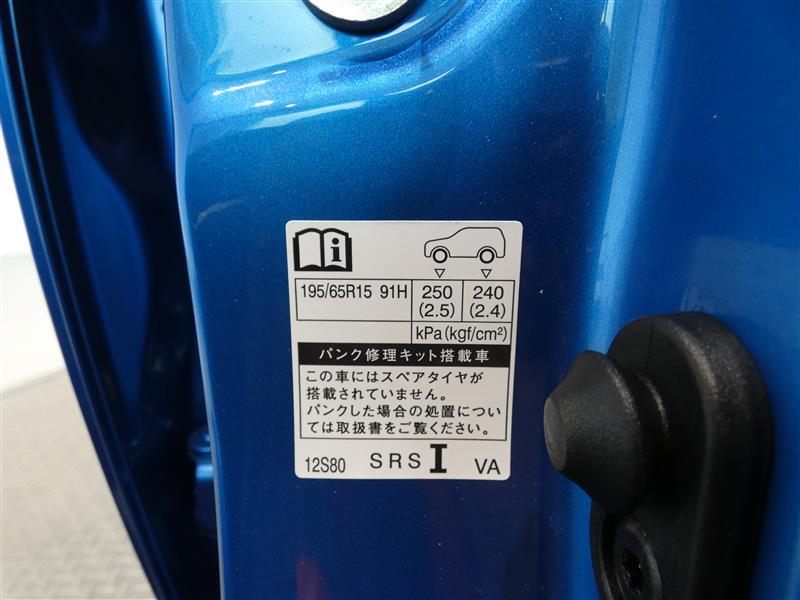 195/65R15 91H 250 240
(2.5) (2.4)
kPa(kgf/cm²)
パンク修理キット搭載車
この車にはスペアタイヤが
搭載されていません。
パンクした場合の処置につい
ては取扱書をご覧ください。
12S80 SRS I VA